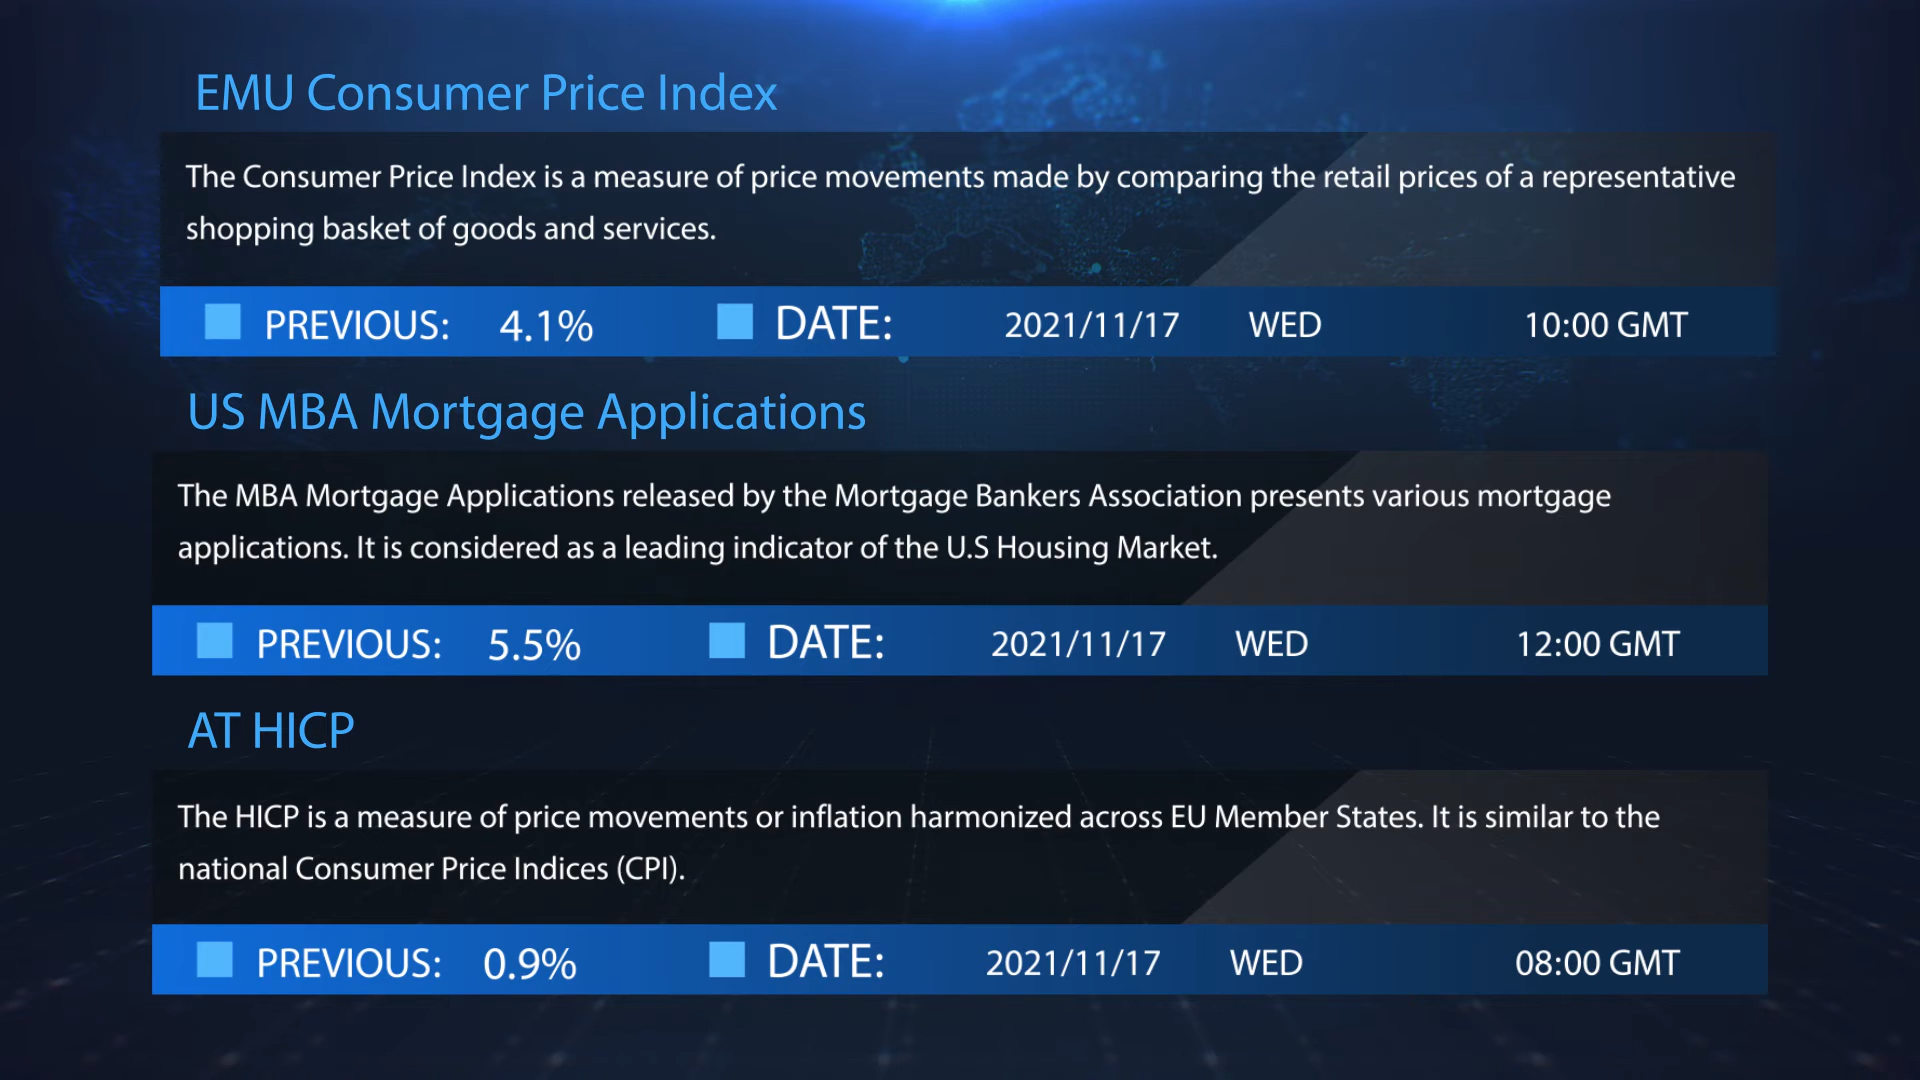 EMU Consumer Price Index
The Consumer Price Index is a measure of price movements made by comparing the retail prices of a representative
shopping basket of goods and services.
PREVIOUS: 4.1% DATE: 2021/11/17 WED 10:00 GMT
US MBA Mortgage Applications
The MBA Mortgage Applications released by the Mortgage Bankers Association presents various mortgage
applications. It is considered as a leading indicator of the U.S Housing Market.
PREVIOUS: 5.5% DATE: 2021/11/17 WED 12:00 GMT
AT HICP
The HICP is a measure of price movements or inflation harmonized across EU Member States. It is similar to the
national Consumer Price Indices (CPI).
PREVIOUS: 0.9% DATE: 2021/11/17 WED 08:00 GMT